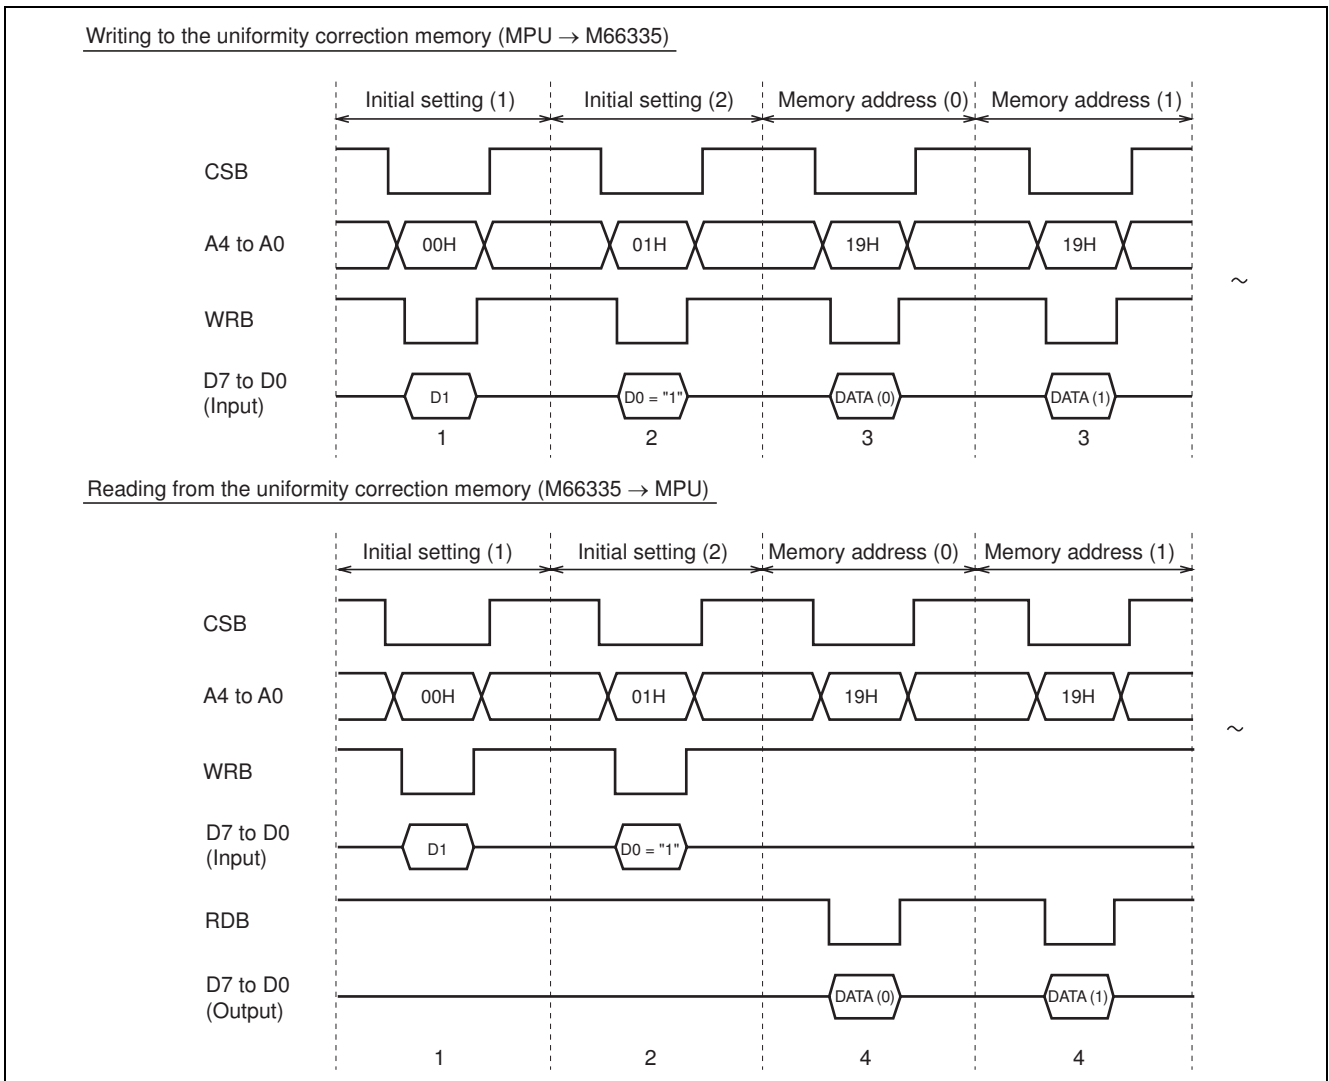 Writing to the uniformity correction memory (MPU → M66335)
Initial setting (1) Initial setting (2) Memory address (0) Memory address (1)
CSB
A4 to A0 00H 01H 19H 19H
~
WRB
D7 to D0
(Input) D1 D0 = "1" DATA (0) DATA (1)
1 2 3 3
Reading from the uniformity correction memory (M66335 → MPU)
Initial setting (1) Initial setting (2) Memory address (0) Memory address (1)
CSB
A4 to A0 00H 01H 19H 19H
~
WRB
D7 to D0
(Input) D1 D0 = "1"
RDB
D7 to D0
(Output) DATA (0) DATA (1)
1 2 4 4